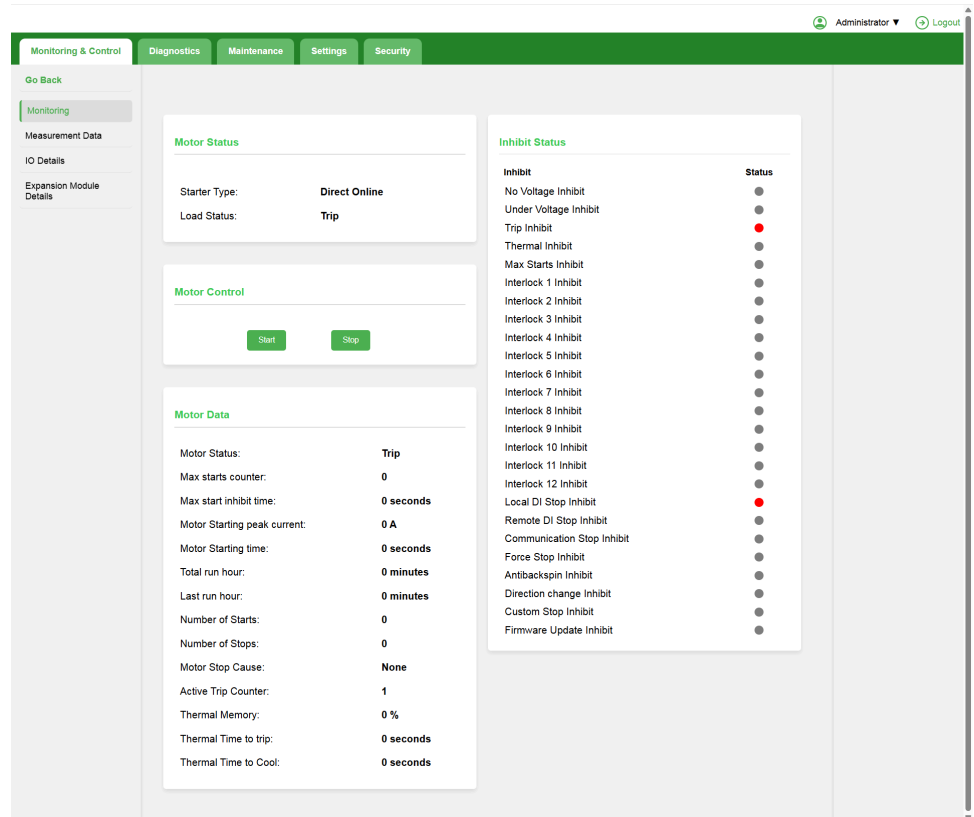 Administrator ▼ Logout
Monitoring & Control Diagnostics Maintenance Settings Security
Go Back
Monitoring
Measurement Data
IO Details
Expansion Module
Details
Motor Status
Starter Type: Direct Online
Load Status: Trip
Motor Control
Start Stop
Motor Data
Motor Status: Trip
Max starts counter: 0
Max start inhibit time: 0 seconds
Motor Starting peak current: 0 A
Motor Starting time: 0 seconds
Total run hour: 0 minutes
Last run hour: 0 minutes
Number of Starts: 0
Number of Stops: 0
Motor Stop Cause: None
Active Trip Counter: 1
Thermal Memory: 0 %
Thermal Time to trip: 0 seconds
Thermal Time to Cool: 0 seconds
Inhibit Status
Inhibit Status
No Voltage Inhibit
Under Voltage Inhibit
Trip Inhibit
Thermal Inhibit
Max Starts Inhibit
Interlock 1 Inhibit
Interlock 2 Inhibit
Interlock 3 Inhibit
Interlock 4 Inhibit
Interlock 5 Inhibit
Interlock 6 Inhibit
Interlock 7 Inhibit
Interlock 8 Inhibit
Interlock 9 Inhibit
Interlock 10 Inhibit
Interlock 11 Inhibit
Interlock 12 Inhibit
Local DI Stop Inhibit
Remote DI Stop Inhibit
Communication Stop Inhibit
Force Stop Inhibit
Antibackspin Inhibit
Direction change Inhibit
Custom Stop Inhibit
Firmware Update Inhibit